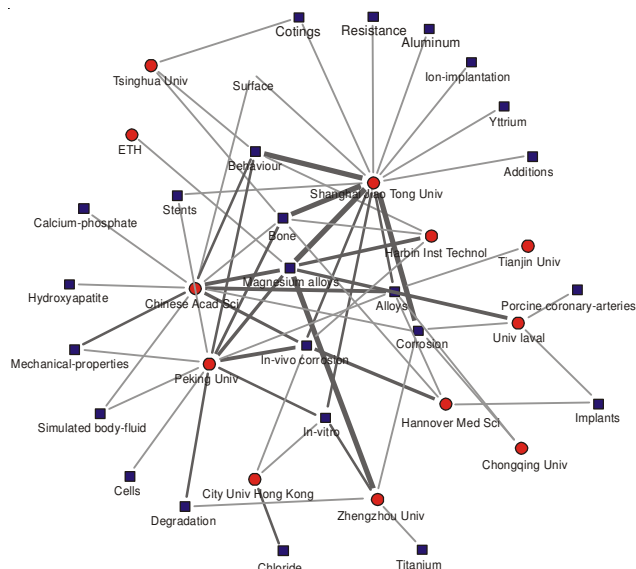 Cotings
Resistance
Aluminum
Ion-implantation
Tsinghua Univ
Surface
Yttrium
ETH
Behaviour
Additions
Shanghai Jiao Tong Univ
Stents
Calcium-phosphate
Bone
Harbin Inst Technol
Tianjin Univ
Magnesium alloys
Hydroxyapatite
Chinese Acad Sci
Alloys
Porcine coronary-arteries
Corrosion
Univ laval
Mechanical-properties
In-vivo corrosion
Peking Univ
Simulated body-fluid
In-vitro
Hannover Med Sci
Implants
Chongqing Univ
Cells
City Univ Hong Kong
Degradation
Zhengzhou Univ
Chloride
Titanium